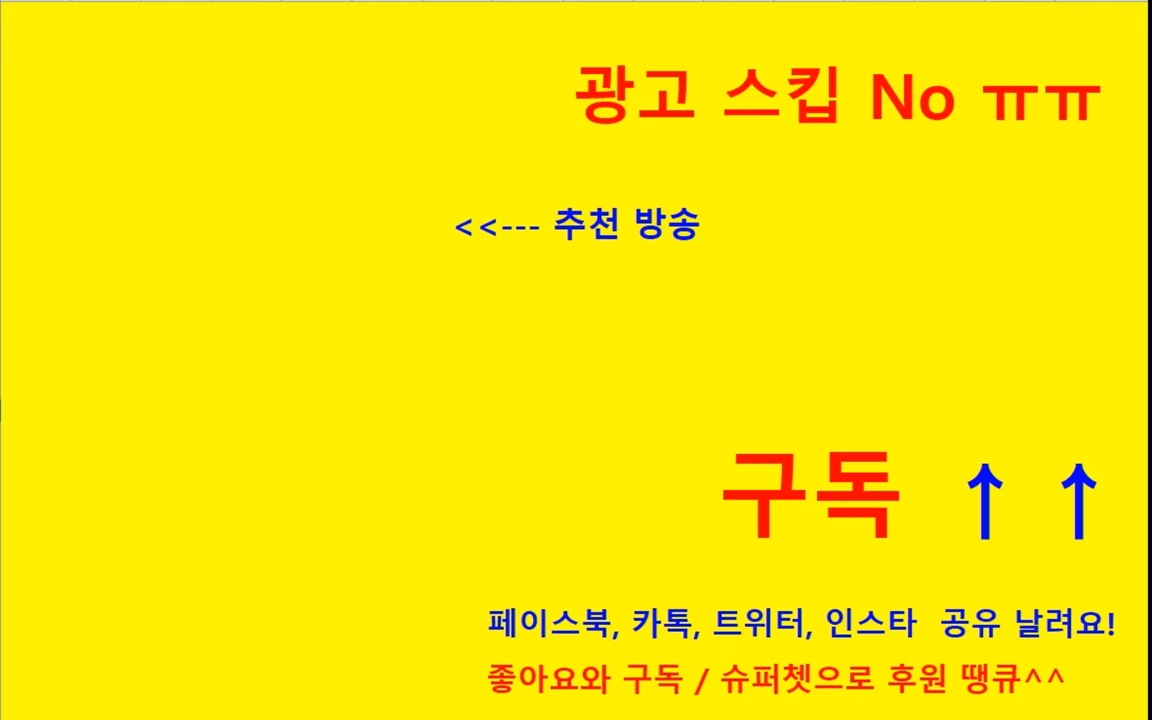 광고 스킵 No ㅠㅠ
<<--- 추천 방송
구독 ↑ ↑
페이스북, 카톡, 트위터, 인스타 공유 날려요!
좋아요와 구독 / 슈퍼쳇으로 후원 땡큐^^